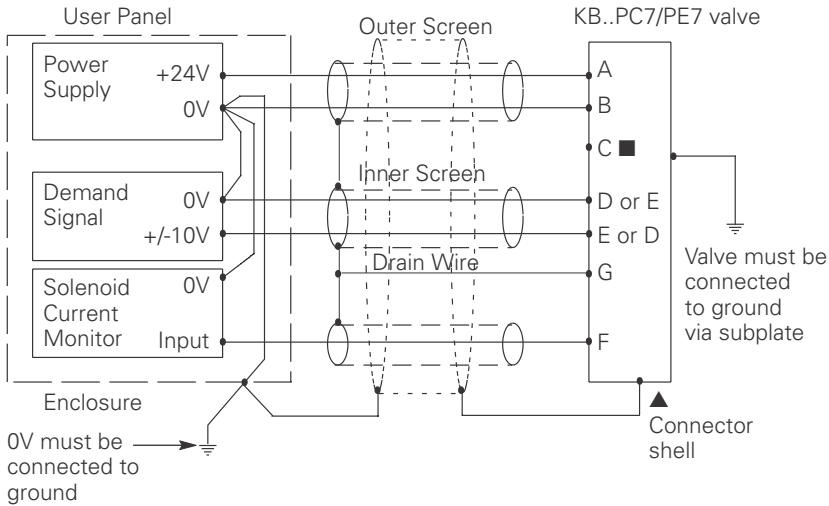 User Panel
Outer Screen
KB..PC7/PE7 valve
Power
Supply
+24V
0V
A
B
C ■
Inner Screen
Demand
Signal
0V
+/-10V
D or E
E or D
Drain Wire
G
Solenoid
Current
Monitor
0V
Input
F
Valve must be
connected
to ground
via subplate
Enclosure
▲
Connector
shell
0V must be
connected to
ground